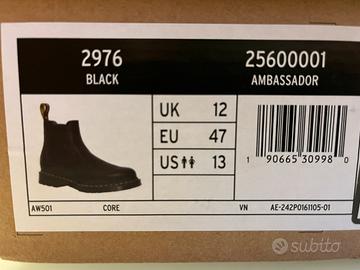 2976
BLACK
25600001
AMBASSADOR
UK 12
EU 47
US 13
1 90665 30998 0
AW501 CORE VN AE-242P0161105-01
subito